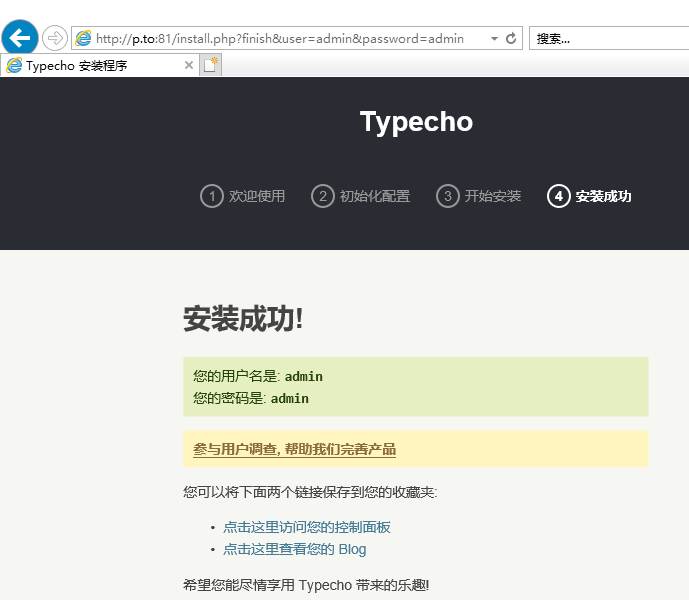 http://p.to:81/install.php?finish&user=admin&password=admin
搜索...
Typecho 安装程序
Typecho
1 欢迎使用 2 初始化配置 3 开始安装 4 安装成功
安装成功!
您的用户名是: admin
您的密码是: admin
参与用户调查, 帮助我们完善产品
您可以将下面两个链接保存到您的收藏夹:
• 点击这里访问您的控制面板
• 点击这里查看您的 Blog
希望您能尽情享用 Typecho 带来的乐趣!